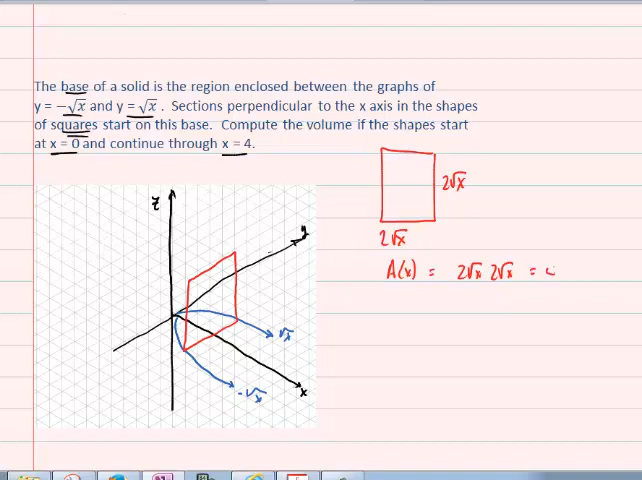 The base of a solid is the region enclosed between the graphs of
y = −√x and y = √x . Sections perpendicular to the x axis in the shapes
of squares start on this base. Compute the volume if the shapes start
at x = 0 and continue through x = 4.
2√x
2√x
A(x) = 2√x 2√x =
z
y
√x
-√x
x